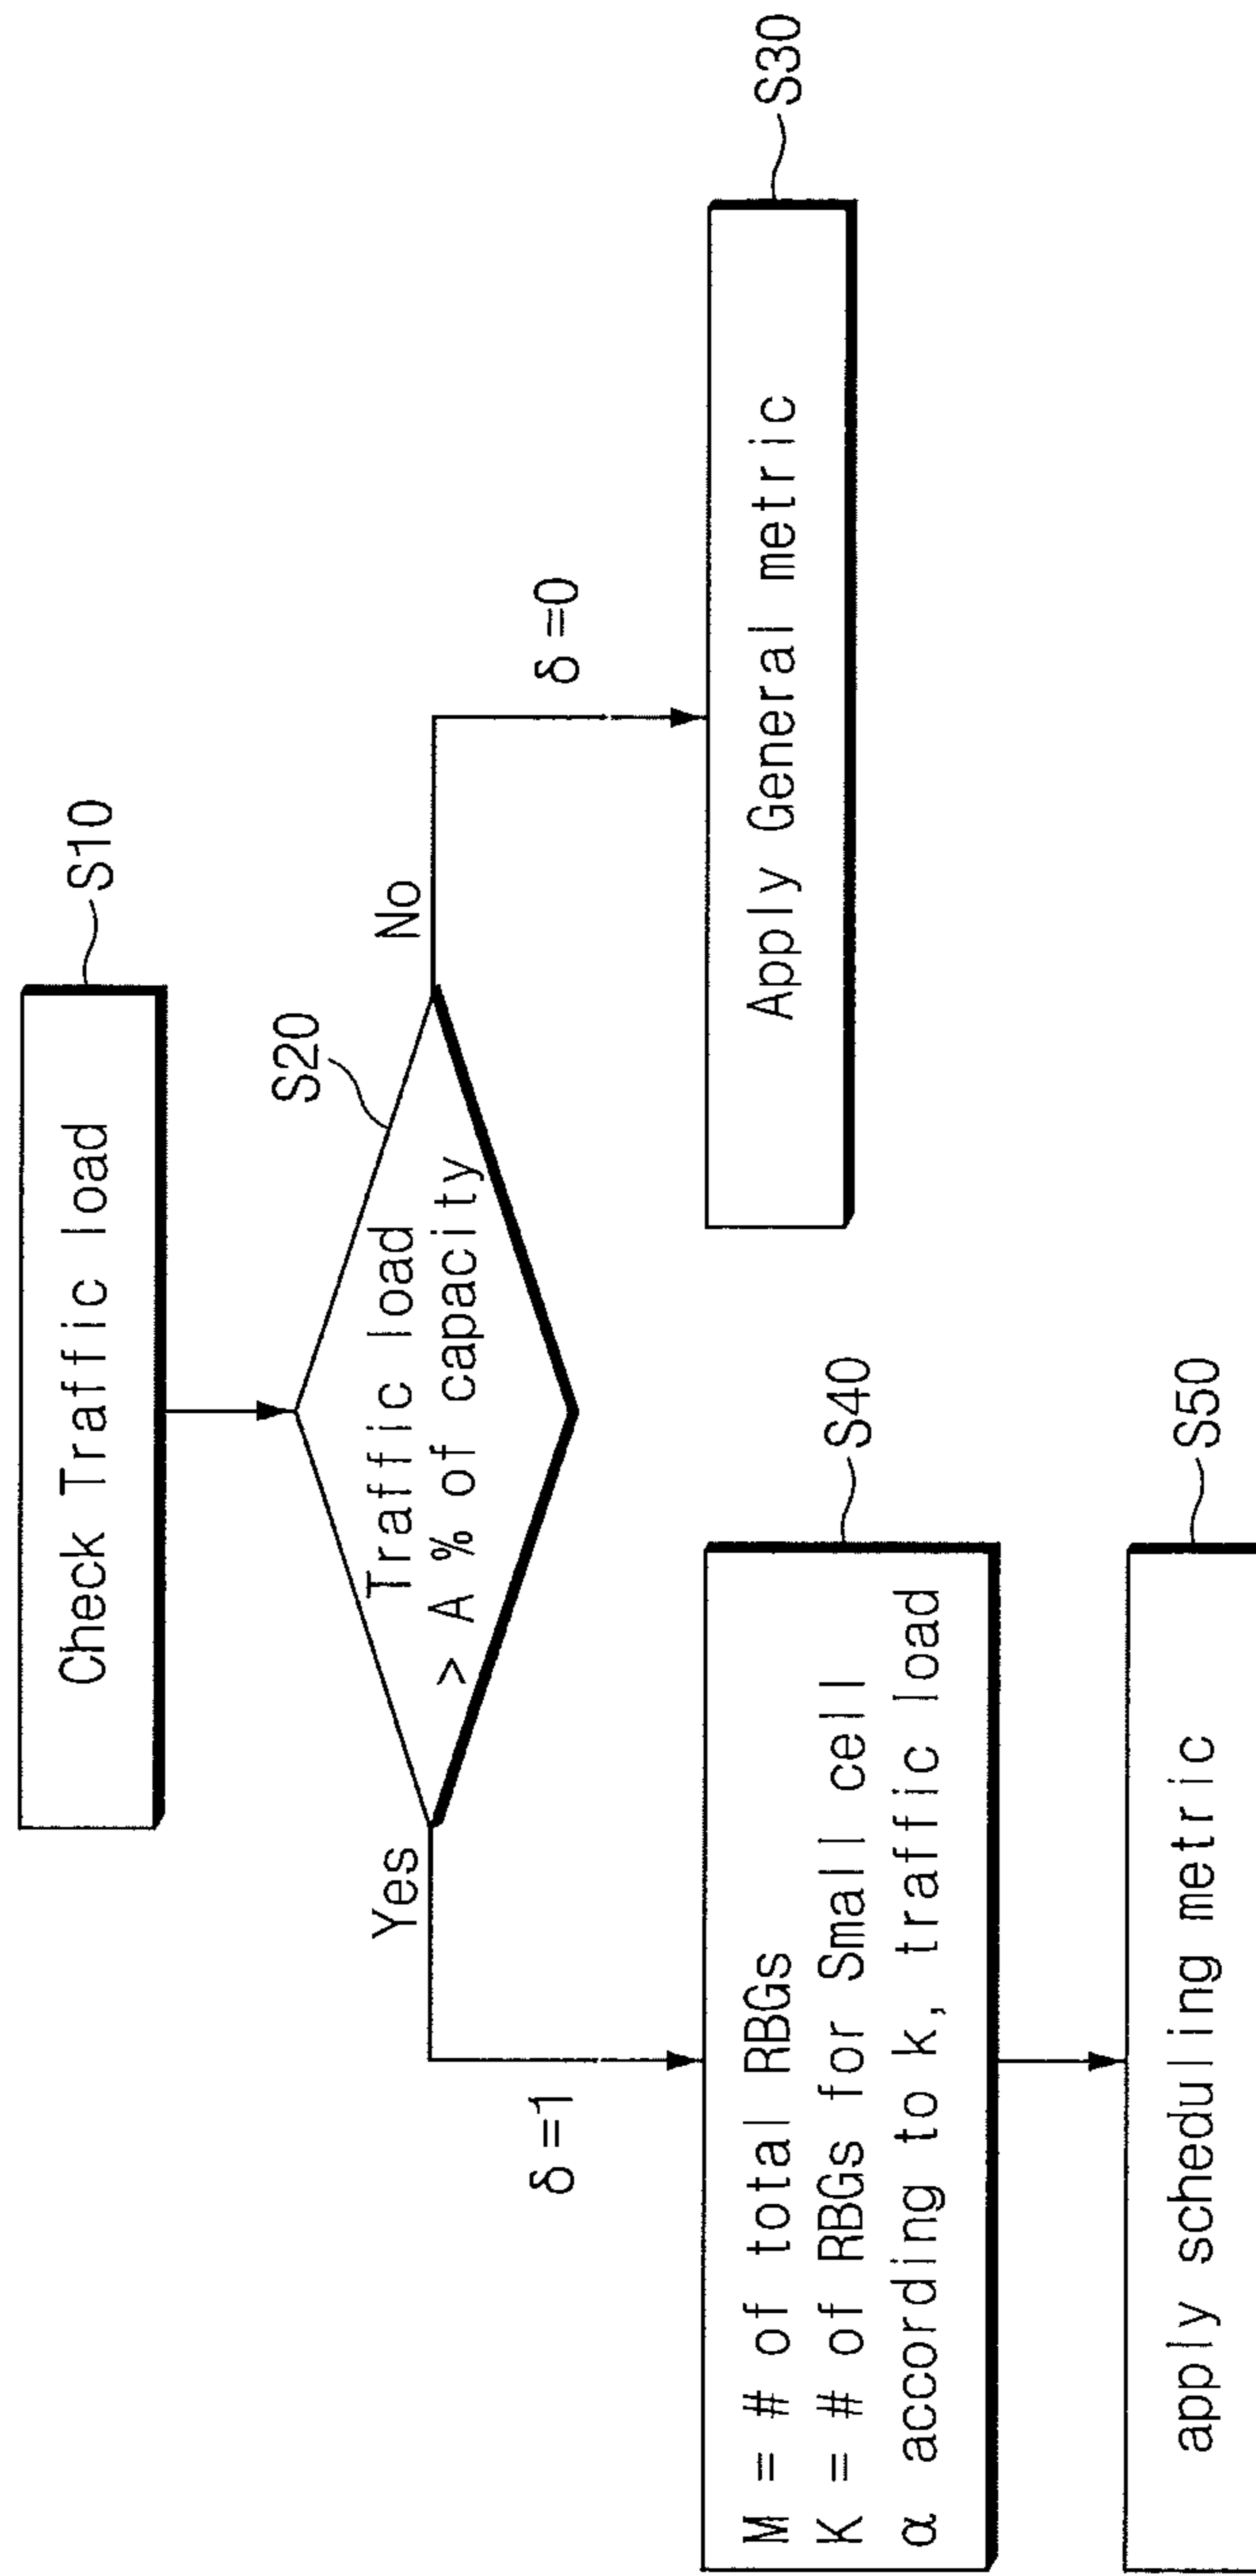 Check Traffic load
S10
S20
Traffic load
> A % of capacity
Yes
No
δ =1
δ =0
M = # of total RBGs
K = # of RBGs for Small cell
α according to k, traffic load
S40
Apply General metric
S30
apply scheduling metric
S50